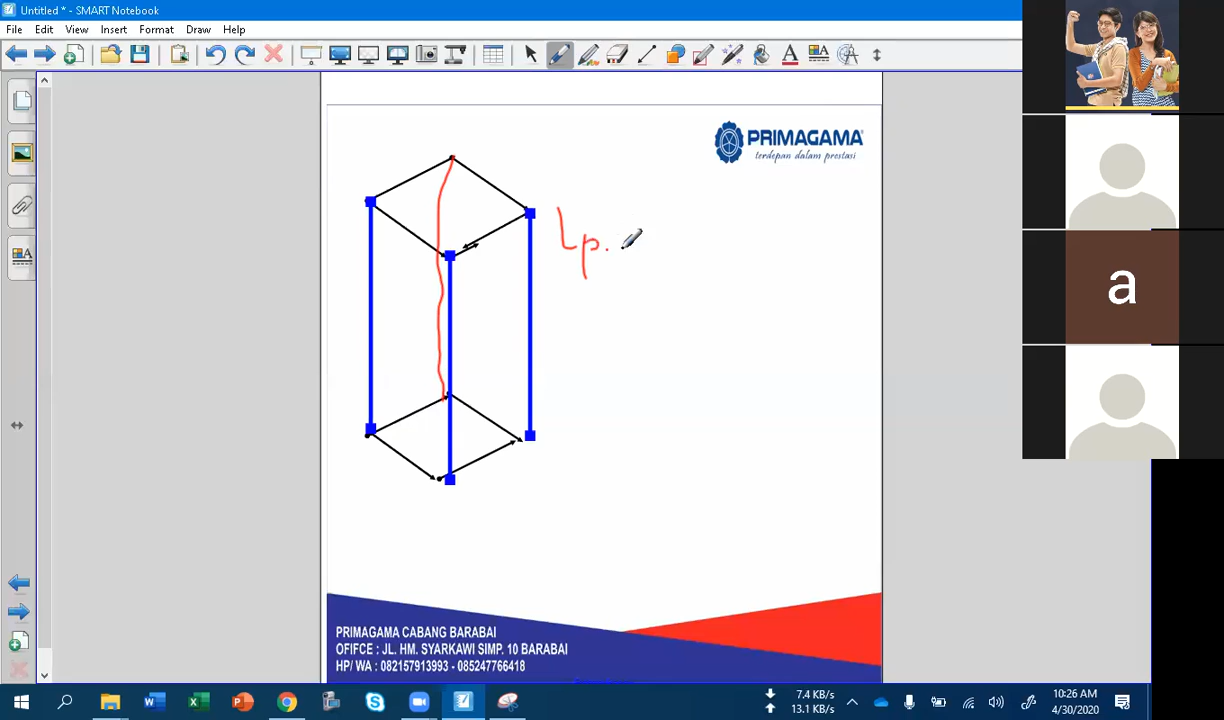 Untitled * - SMART Notebook
File Edit View Insert Format Draw Help
PRIMAGAMA
terdepan dalam prestasi
Lp.
a
PRIMAGAMA CABANG BARABAI
OFIFCE : JL. HM. SYARKAWI SIMP. 10 BARABAI
HP/ WA : 082157913993 - 085247766418
7.4 KB/s
13.1 KB/s
10:26 AM
4/30/2020